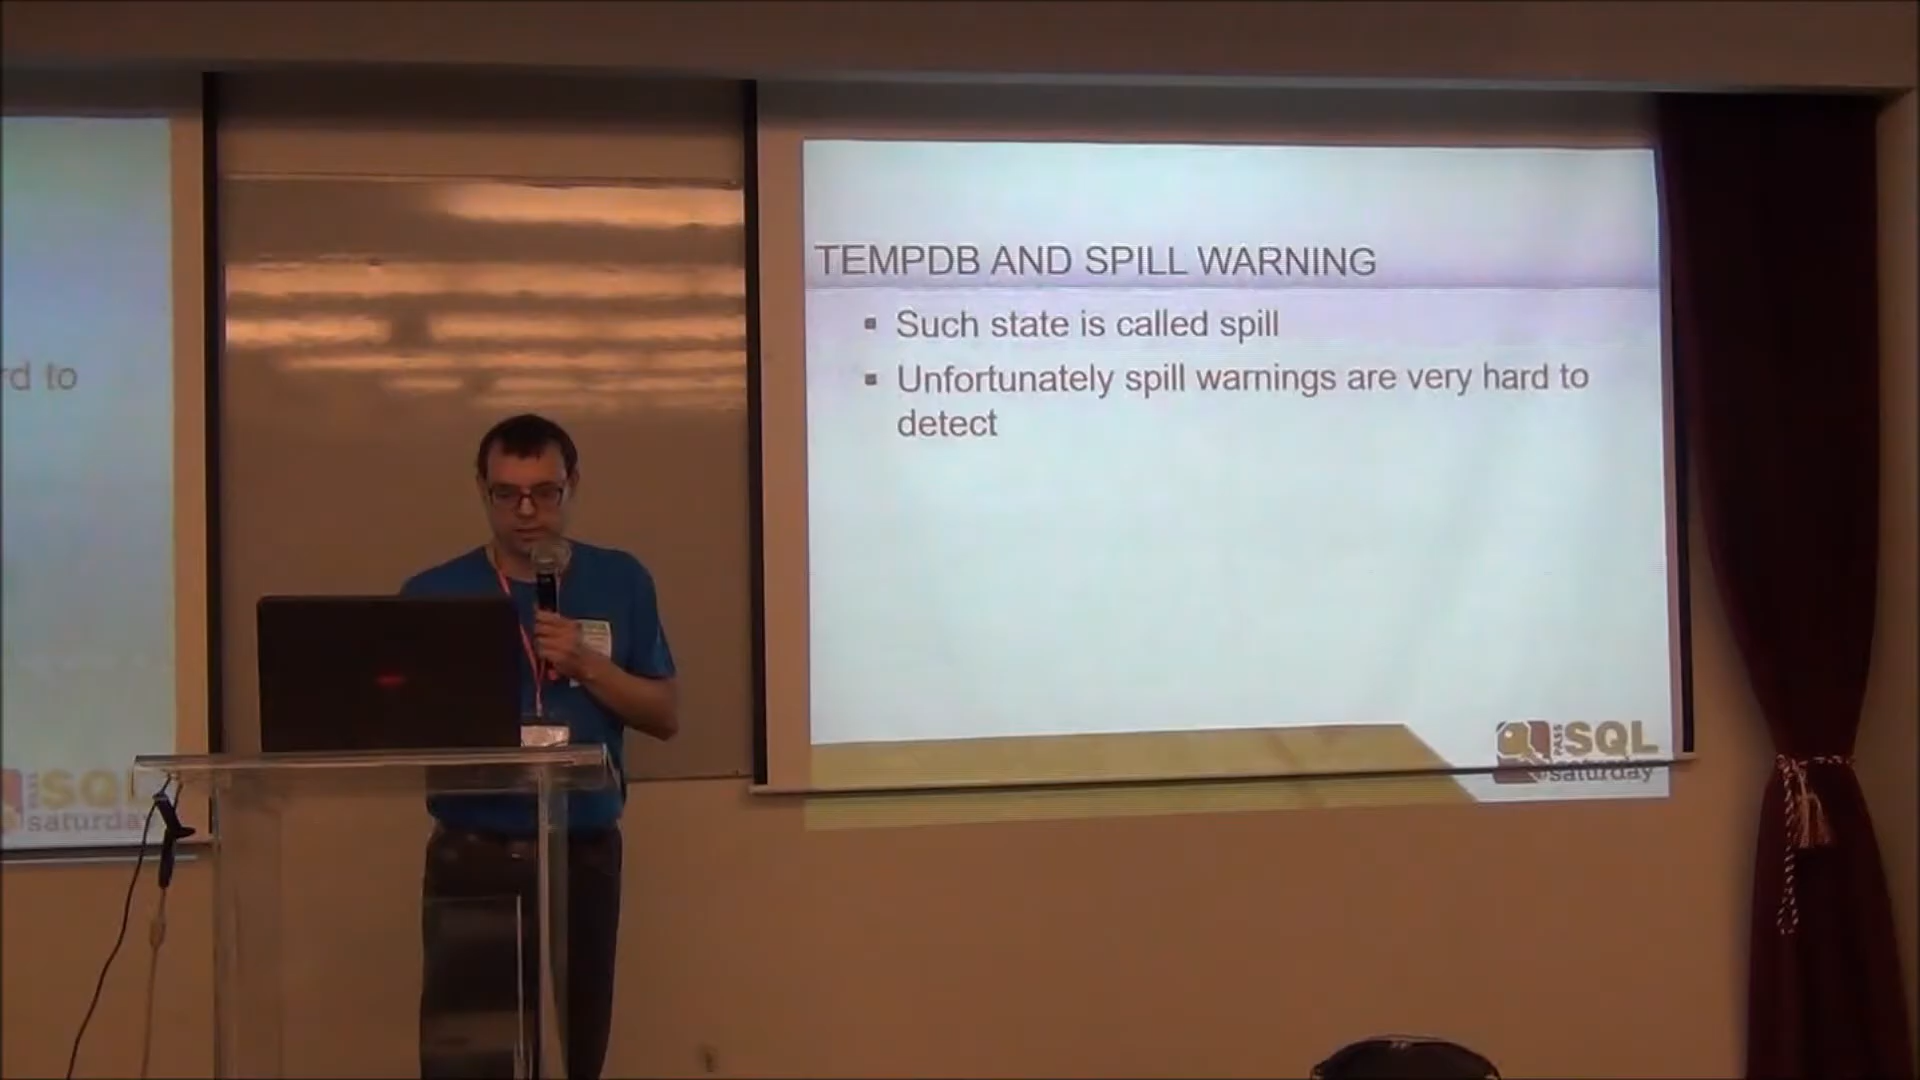 rd to
SQL
saturday
TEMPDB AND SPILL WARNING
Such state is called spill
Unfortunately spill warnings are very hard to
detect
PASS
SQL
saturday